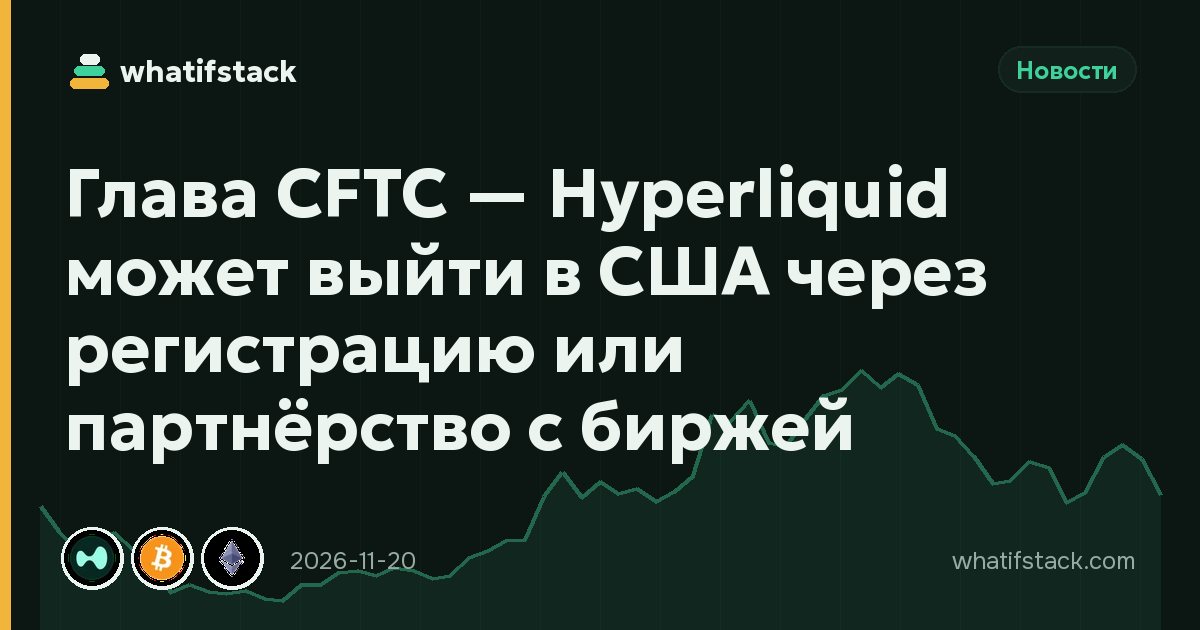 whatifstack
Новости
Глава CFTC — Hyperliquid
может выйти в США через
регистрацию или
партнёрство с биржей
2026-11-20
whatifstack.com